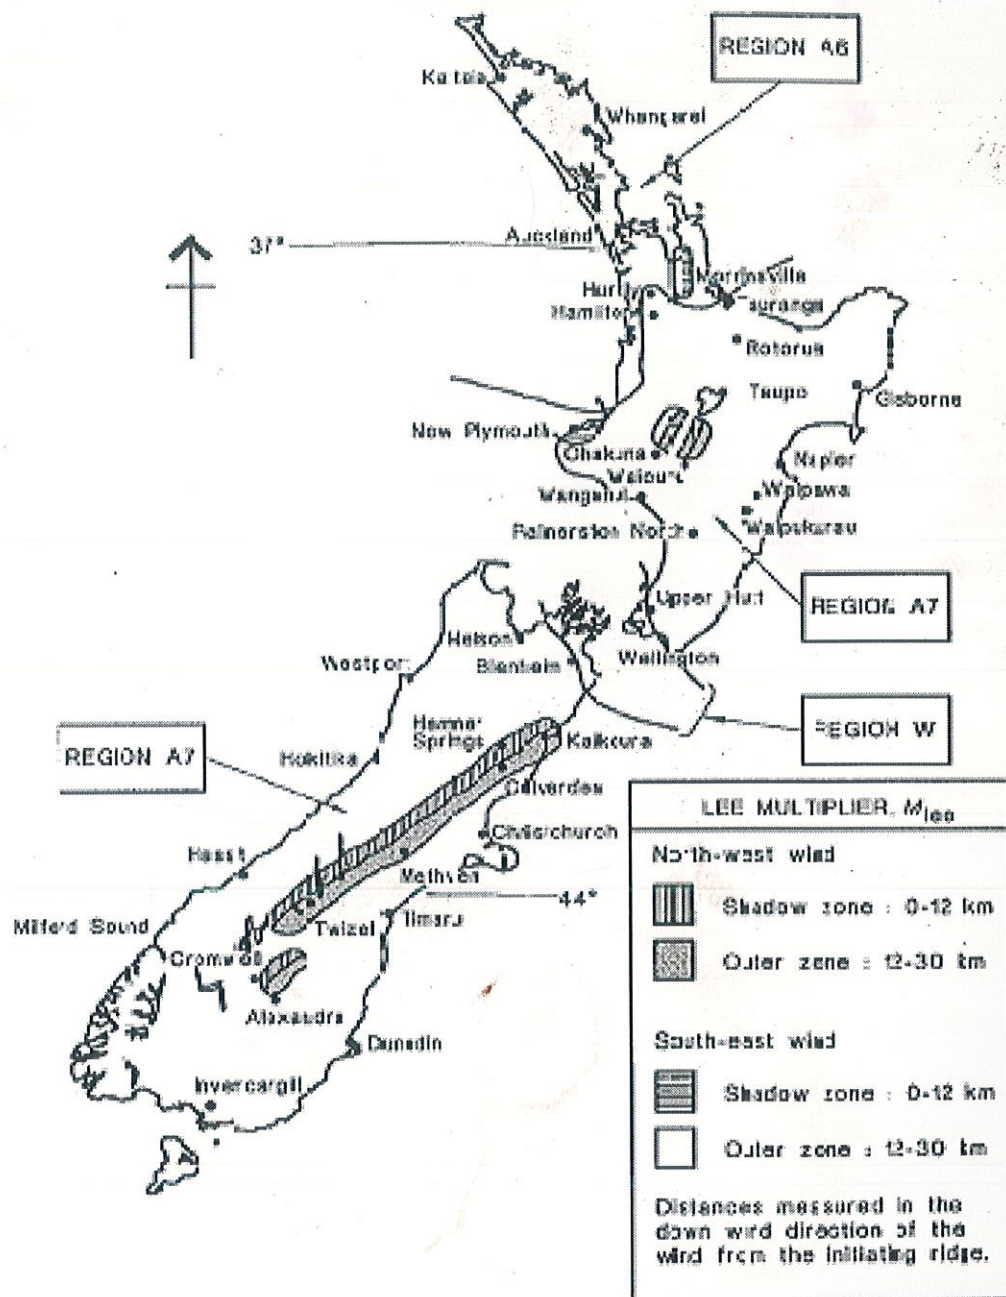 REGION A6
Kaitaia
Whangarei
Auckland
37°
Morrinsville
Huntly
Hamilton
Tauranga
Rotorua
Taupo
Gisborne
New Plymouth
Ohakune
Waiouru
Napier
Waipawa
Wanganui
Waipukurau
Palmerston North
REGION A7
Upper Hutt
Nelson
Wellington
Westport
Blenheim
REGION W
Hanmer
Springs
Kaikoura
REGION A7
Hokitika
Culverden
Christchurch
Haast
Methven
44°
Milford Sound
Twizel
Timaru
Cromwell
Alexandra
Dunedin
Invercargill
LEE MULTIPLIER, Mlee
North-west wind
Shadow zone : 0-12 km
Outer zone : 12-30 km
South-east wind
Shadow zone : 0-12 km
Outer zone : 12-30 km
Distances measured in the
down wind direction of the
wind from the initiating ridge.